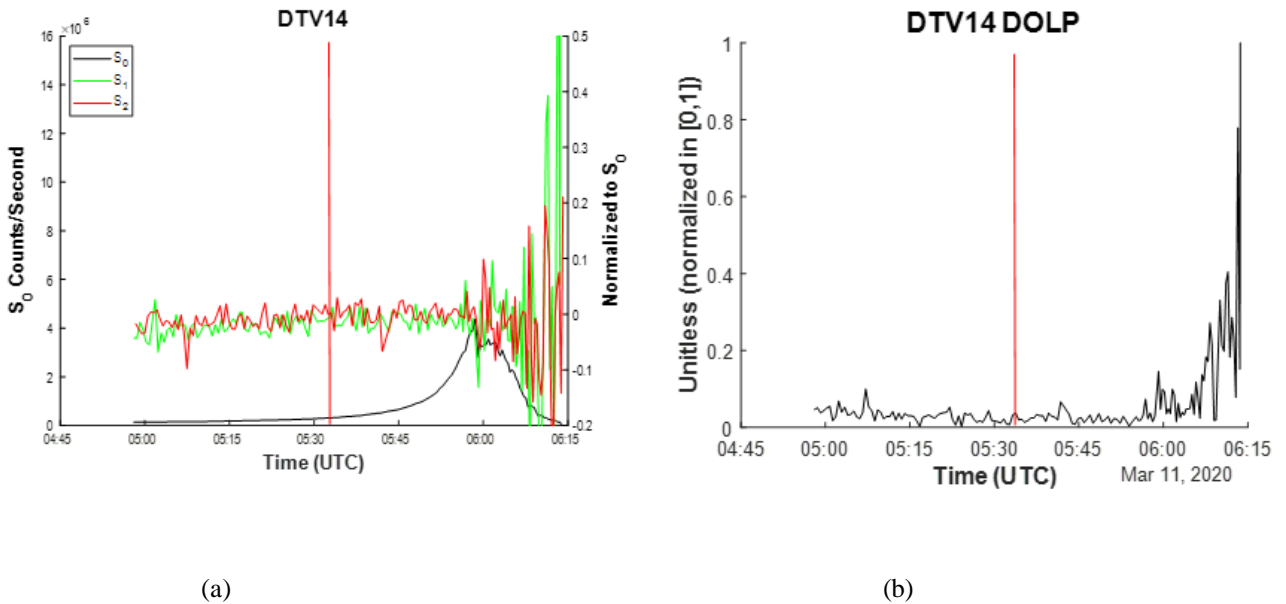 DTV14
×10⁶
S₀
S₁
S₂
16
14
12
10
8
6
4
2
0
S₀ Counts/Second
0.5
0.4
0.3
0.2
0.1
0
-0.1
-0.2
Normalized to S₀
04:45 05:00 05:15 05:30 05:45 06:00 06:15
Time (UTC)
(a)
DTV14 DOLP
1
0.8
0.6
0.4
0.2
0
Unitless (normalized in [0,1])
04:45 05:00 05:15 05:30 05:45 06:00 06:15
Time (UTC)
Mar 11, 2020
(b)